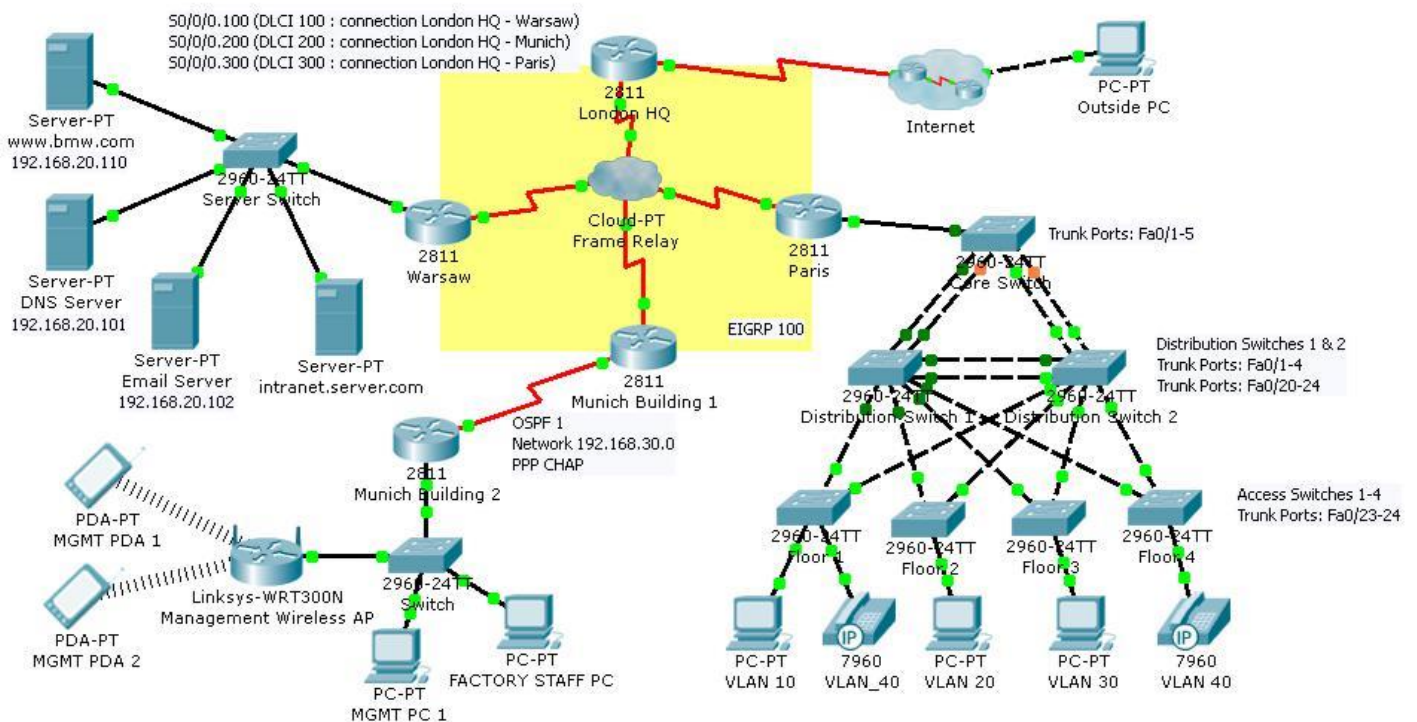 S0/0/0.100 (DLCI 100 : connection London HQ - Warsaw)
S0/0/0.200 (DLCI 200 : connection London HQ - Munich)
S0/0/0.300 (DLCI 300 : connection London HQ - Paris)
2811
London HQ
Internet
PC-PT
Outside PC
Server-PT
www.bmw.com
192.168.20.110
2960-24TT
Server Switch
Server-PT
DNS Server
192.168.20.101
Server-PT
Email Server
192.168.20.102
Server-PT
intranet.server.com
2811
Warsaw
Cloud-PT
Frame Relay
2811
Paris
2960-24TT
Core Switch
Trunk Ports: Fa0/1-5
EIGRP 100
2811
Munich Building 1
OSPF 1
Network 192.168.30.0
PPP CHAP
2811
Munich Building 2
2960-24TT
Distribution Switch 1
2960-24TT
Distribution Switch 2
Distribution Switches 1 & 2
Trunk Ports: Fa0/1-4
Trunk Ports: Fa0/20-24
PDA-PT
MGMT PDA 1
PDA-PT
MGMT PDA 2
Linksys-WRT300N
Management Wireless AP
2960-24TT
Switch
PC-PT
MGMT PC 1
PC-PT
FACTORY STAFF PC
2960-24TT
Floor 1
2960-24TT
Floor 2
2960-24TT
Floor 3
2960-24TT
Floor 4
Access Switches 1-4
Trunk Ports: Fa0/23-24
PC-PT
VLAN 10
IP
7960
VLAN_40
PC-PT
VLAN 20
PC-PT
VLAN 30
IP
7960
VLAN 40